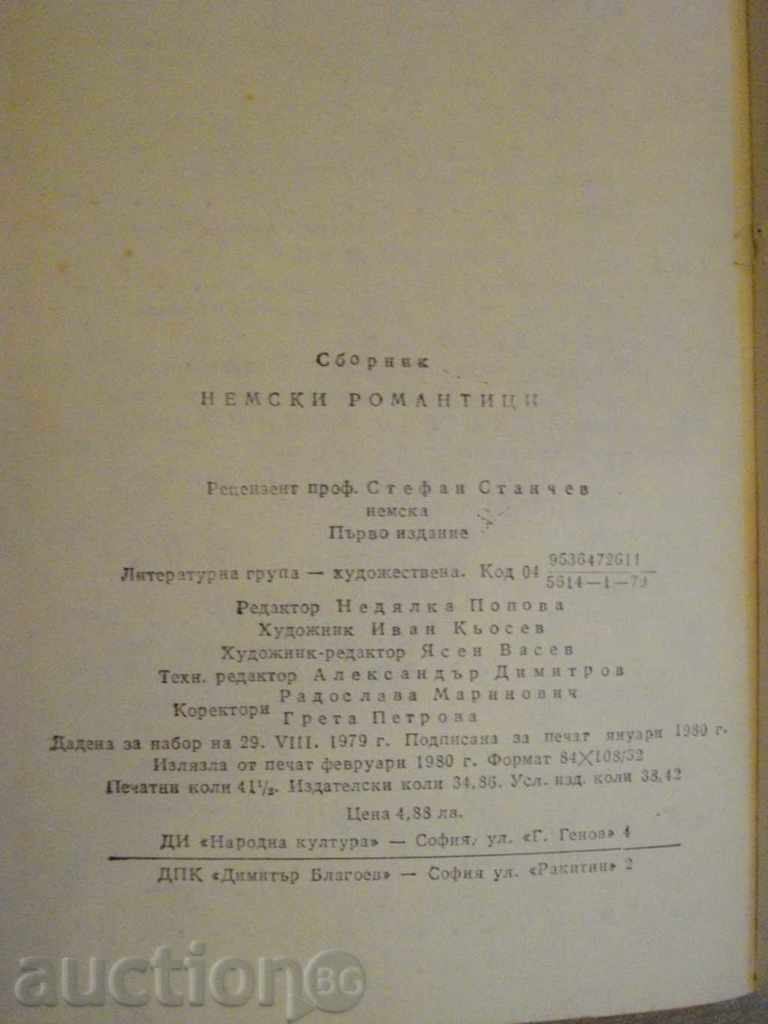 Сборник
НЕМСКИ РОМАНТИЦИ
Рецензент проф. Стефан Станчев
немска
Първо издание
Литературна група — художествена. Код 04 9536472611
5614—1—79
Редактор Недялка Попова
Художник Иван Кьосев
Художник-редактор Ясен Васев
Техн. редактор Александър Димитров
Коректори Радослава Маринович
Грета Петрова
Дадена за набор на 29. VIII. 1979 г. Подписана за печат януари 1980 г.
Излязла от печат февруари 1980 г. Формат 84×108/32
Печатни коли 41½. Издателски коли 34,86. Усл. изд. коли 38,42
Цена 4,88 лв.
ДИ «Народна култура» — София, ул. «Г. Генов» 4
ДПК «Димитър Благоев» — София ул. «Ракитин» 2
auctionBG